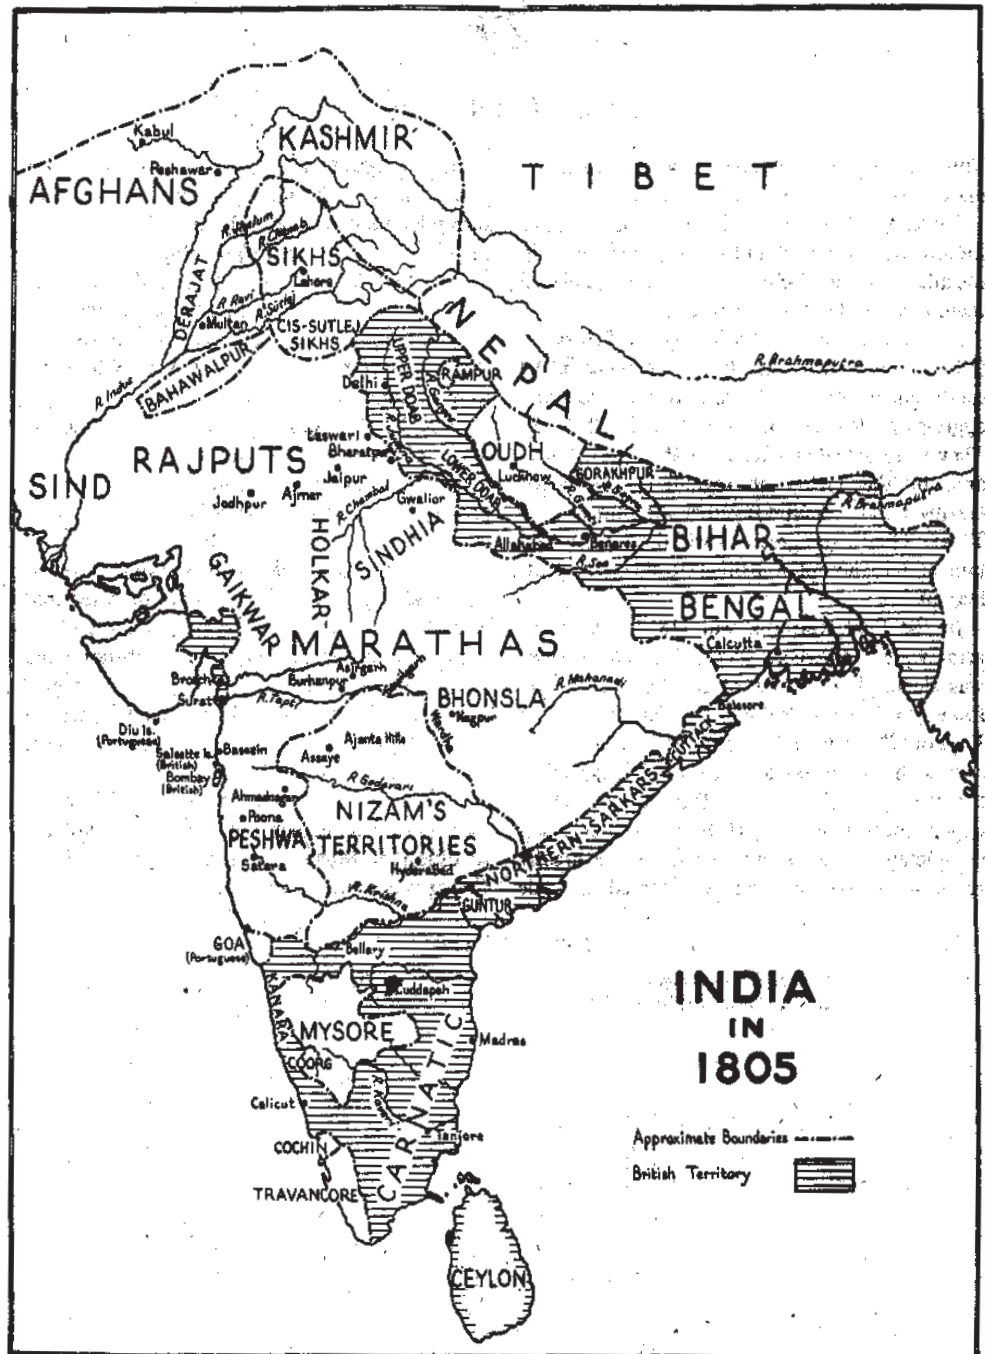 KASHMIR
Kabul
Peshawar
AFGHANS
T I B E T
R. Jhelum
R. Chenab
SIKHS
Lahore
DERAJAT
R. Ravi
R. Sutlej
Multan
CIS-SUTLEJ
SIKHS
NEPAL
R. Brahmaputra
BAHAWALPUR
R. Indus
UPPER DOAB
RAMPUR
Delhi
R. Ganges
Laswari
Bharatpur
RAJPUTS
OUDH
Lucknow
LOWER DOAB
GORAKHPUR
SIND
Jaipur
Ajmer
Jodhpur
R. Chambal
Gwalior
R. Brahmaputra
HOLKAR
SINDHIA
Allahabad
Benares
BIHAR
R. Son
GAIKWAR
BENGAL
MARATHAS
Calcutta
Asirgarh
Broach
Burhanpur
Surat
R. Tapti
BHONSLA
R. Mahanadi
Nagpur
Wardha
Balasore
CUTTACK
Diu Is.
(Portuguese)
Salsette Is.
(British)
Bassein
Bombay
(British)
Ajanta Hills
Assaye
R Godavari
Ahmadnagar
Poona
NIZAM'S
TERRITORIES
PESHWA
Satara
Hyderabad
NORTHERN SARKARS
R. Krishna
GUNTUR
GOA
(Portuguese)
Bellary
KANARA
Cuddapah
MYSORE
Madras
COORG
CARNATIC
Calicut
COCHIN
Tanjore
TRAVANCORE
CEYLON
INDIA
IN
1805
Approximate Boundaries
British Territory